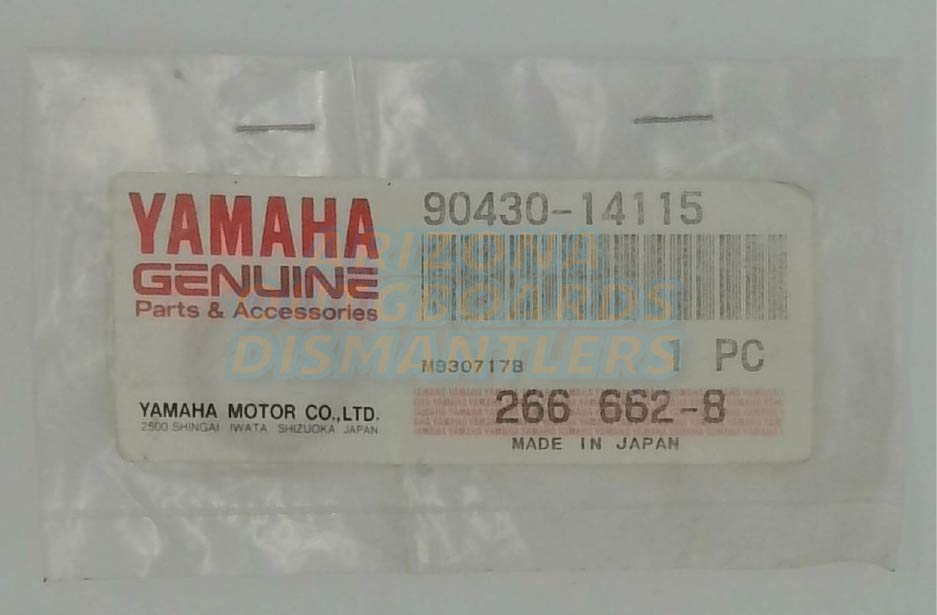 YAMAHA
GENUINE
Parts & Accessories
YAMAHA MOTOR CO.,LTD.
2500 SHINGAI IWATA SHIZUOKA JAPAN
90430-14115
1 PC
M930717B
266 662-8
MADE IN JAPAN
ARIZONA
DUNGBOARDS
DISMANTLERS